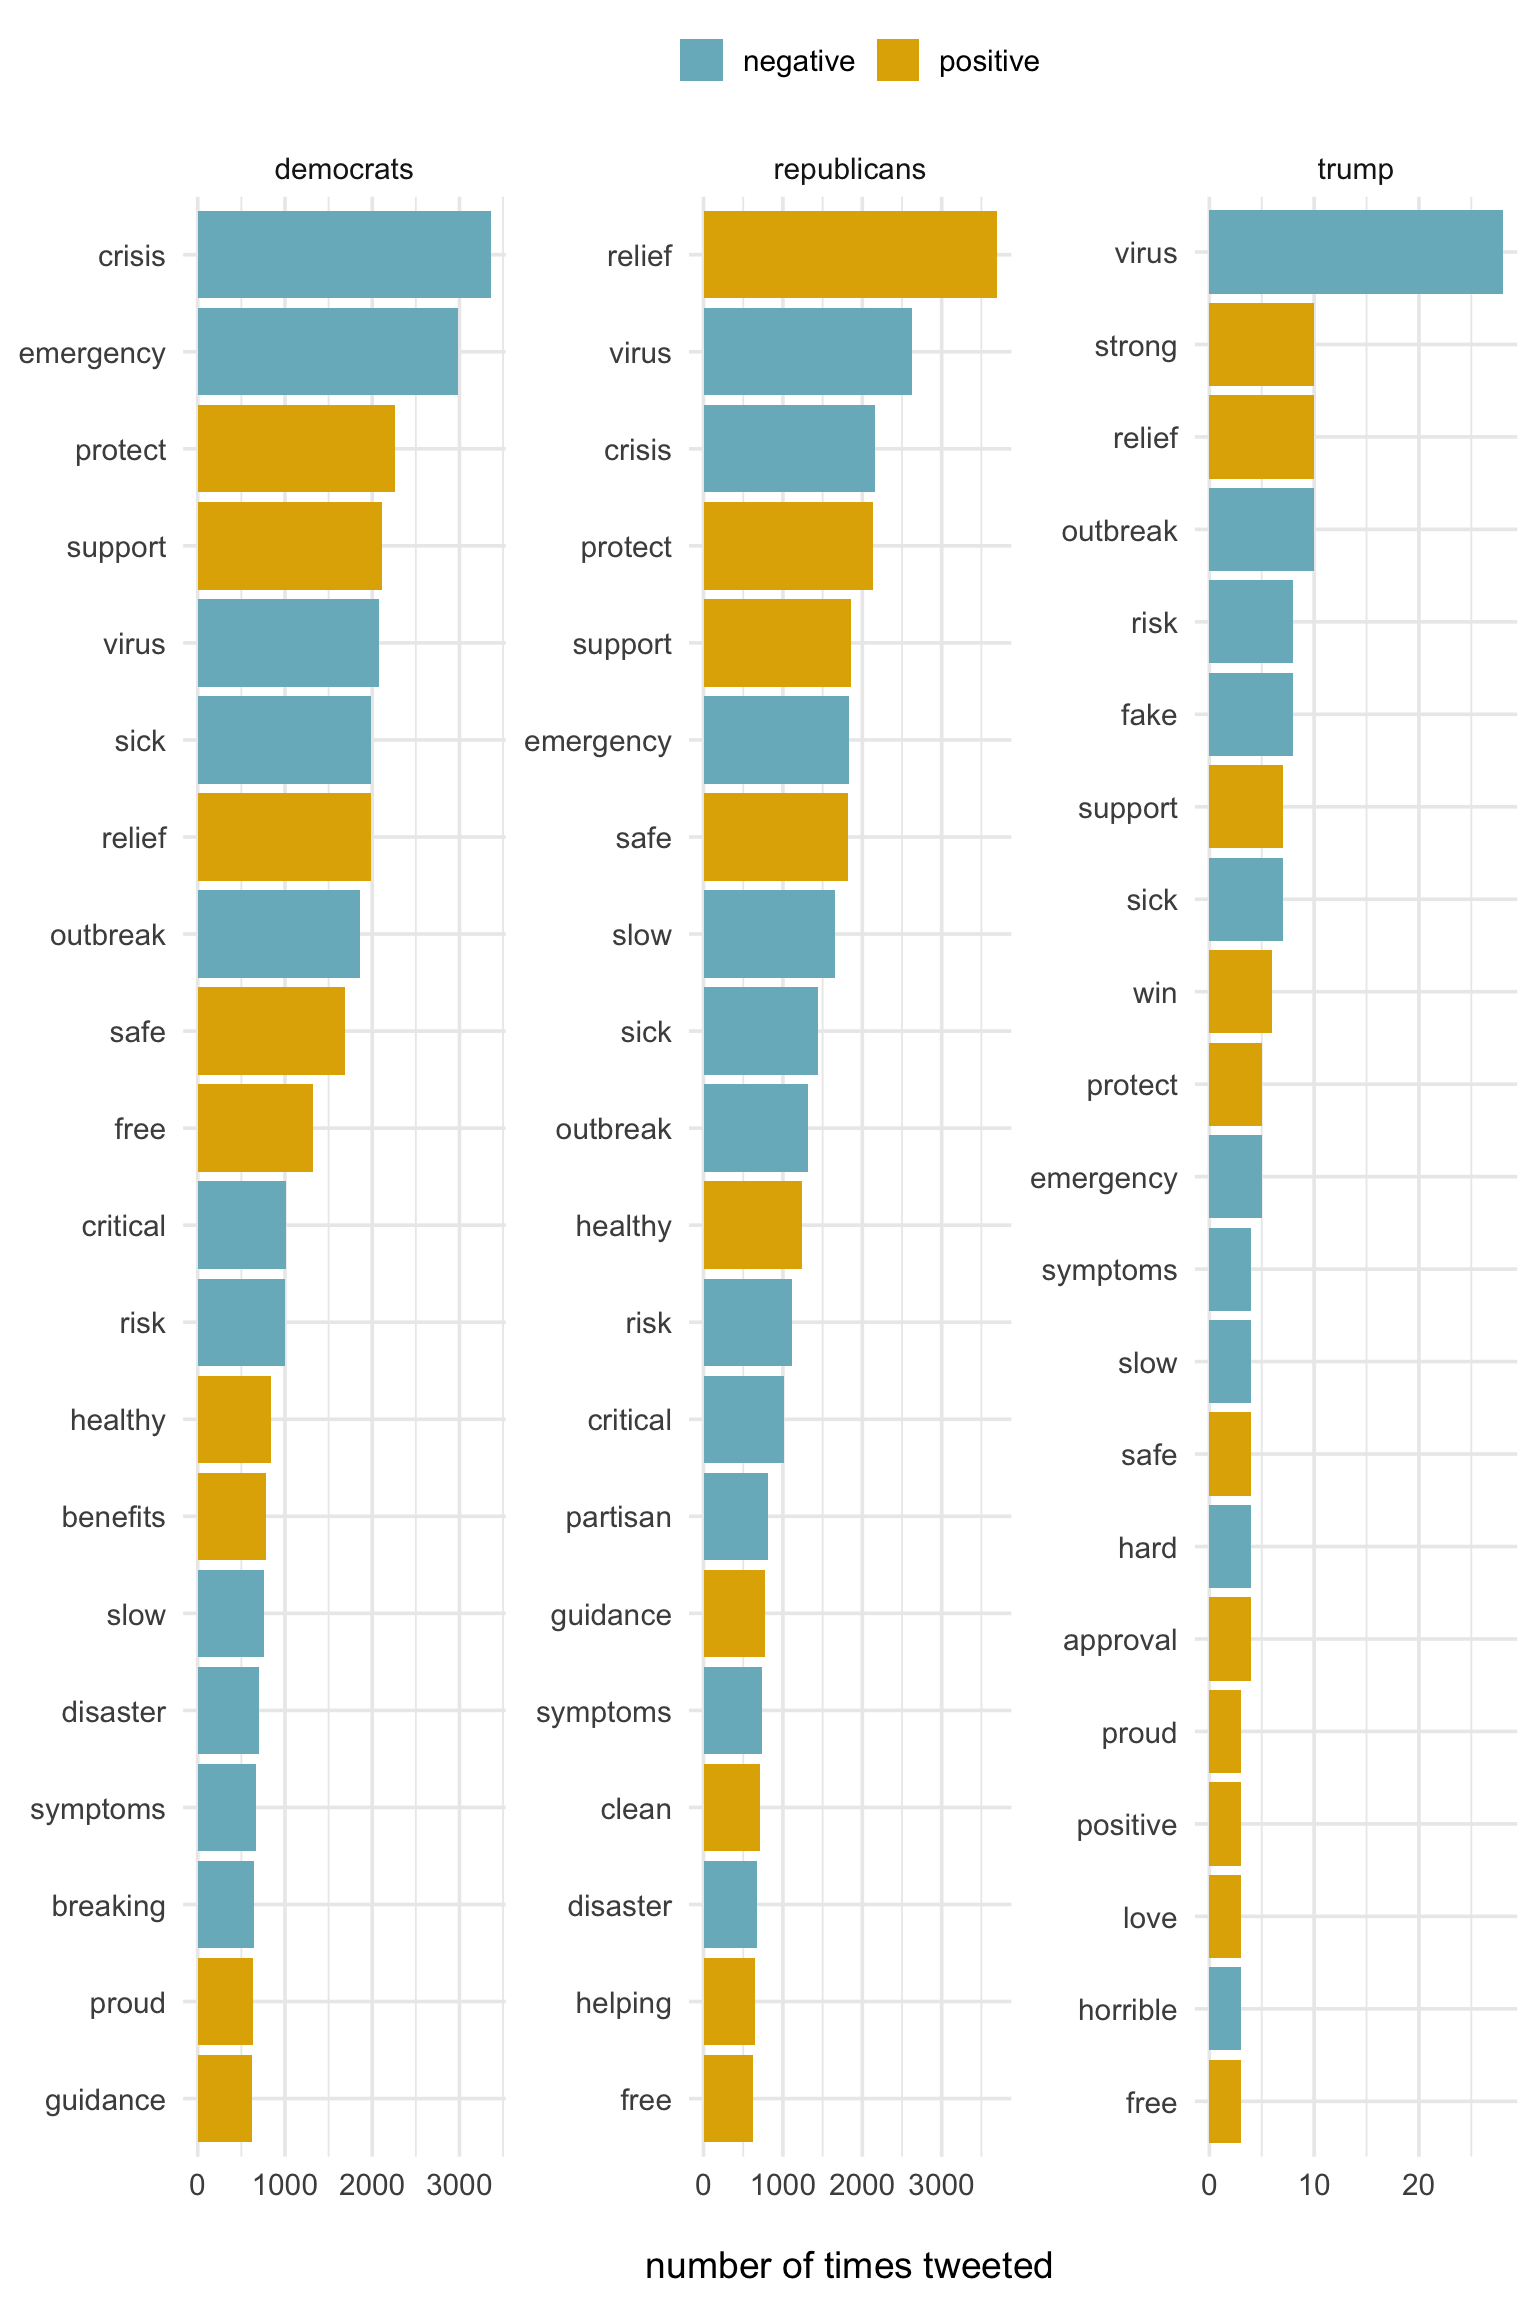 negative positive
democrats
crisis
emergency
protect
support
virus
sick
relief
outbreak
safe
free
critical
risk
healthy
benefits
slow
disaster
symptoms
breaking
proud
guidance
0 1000 2000 3000
republicans
relief
virus
crisis
protect
support
emergency
safe
slow
sick
outbreak
healthy
risk
critical
partisan
guidance
symptoms
clean
disaster
helping
free
0 1000 2000 3000
trump
virus
strong
relief
outbreak
risk
fake
support
sick
win
protect
emergency
symptoms
slow
safe
hard
approval
proud
positive
love
horrible
free
0 10 20
number of times tweeted